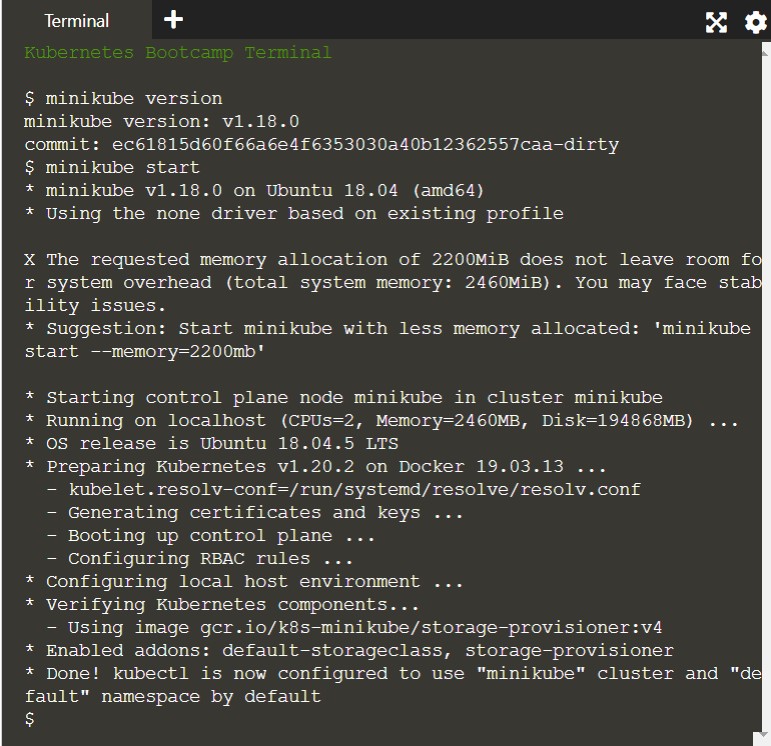 Terminal +
Kubernetes Bootcamp Terminal
$ minikube version
minikube version: v1.18.0
commit: ec61815d60f66a6e4f6353030a40b12362557caa-dirty
$ minikube start
* minikube v1.18.0 on Ubuntu 18.04 (amd64)
* Using the none driver based on existing profile
X The requested memory allocation of 2200MiB does not leave room fo
r system overhead (total system memory: 2460MiB). You may face stab
ility issues.
* Suggestion: Start minikube with less memory allocated: 'minikube
start --memory=2200mb'
* Starting control plane node minikube in cluster minikube
* Running on localhost (CPUs=2, Memory=2460MB, Disk=194868MB) ...
* OS release is Ubuntu 18.04.5 LTS
* Preparing Kubernetes v1.20.2 on Docker 19.03.13 ...
- kubelet.resolv-conf=/run/systemd/resolve/resolv.conf
- Generating certificates and keys ...
- Booting up control plane ...
- Configuring RBAC rules ...
* Configuring local host environment ...
* Verifying Kubernetes components...
- Using image gcr.io/k8s-minikube/storage-provisioner:v4
* Enabled addons: default-storageclass, storage-provisioner
* Done! kubectl is now configured to use "minikube" cluster and "de
fault" namespace by default
$